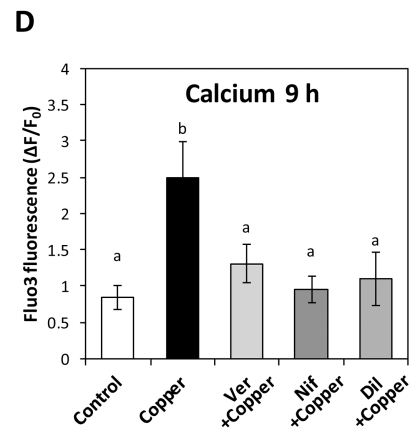 D
Calcium 9 h
Fluo3 fluorescence (ΔF/F₀)
4
3.5
3
2.5
2
1.5
1
0.5
0
a
b
a
a
a
Control
Copper
Ver
+Copper
Nif
+Copper
Dil
+Copper